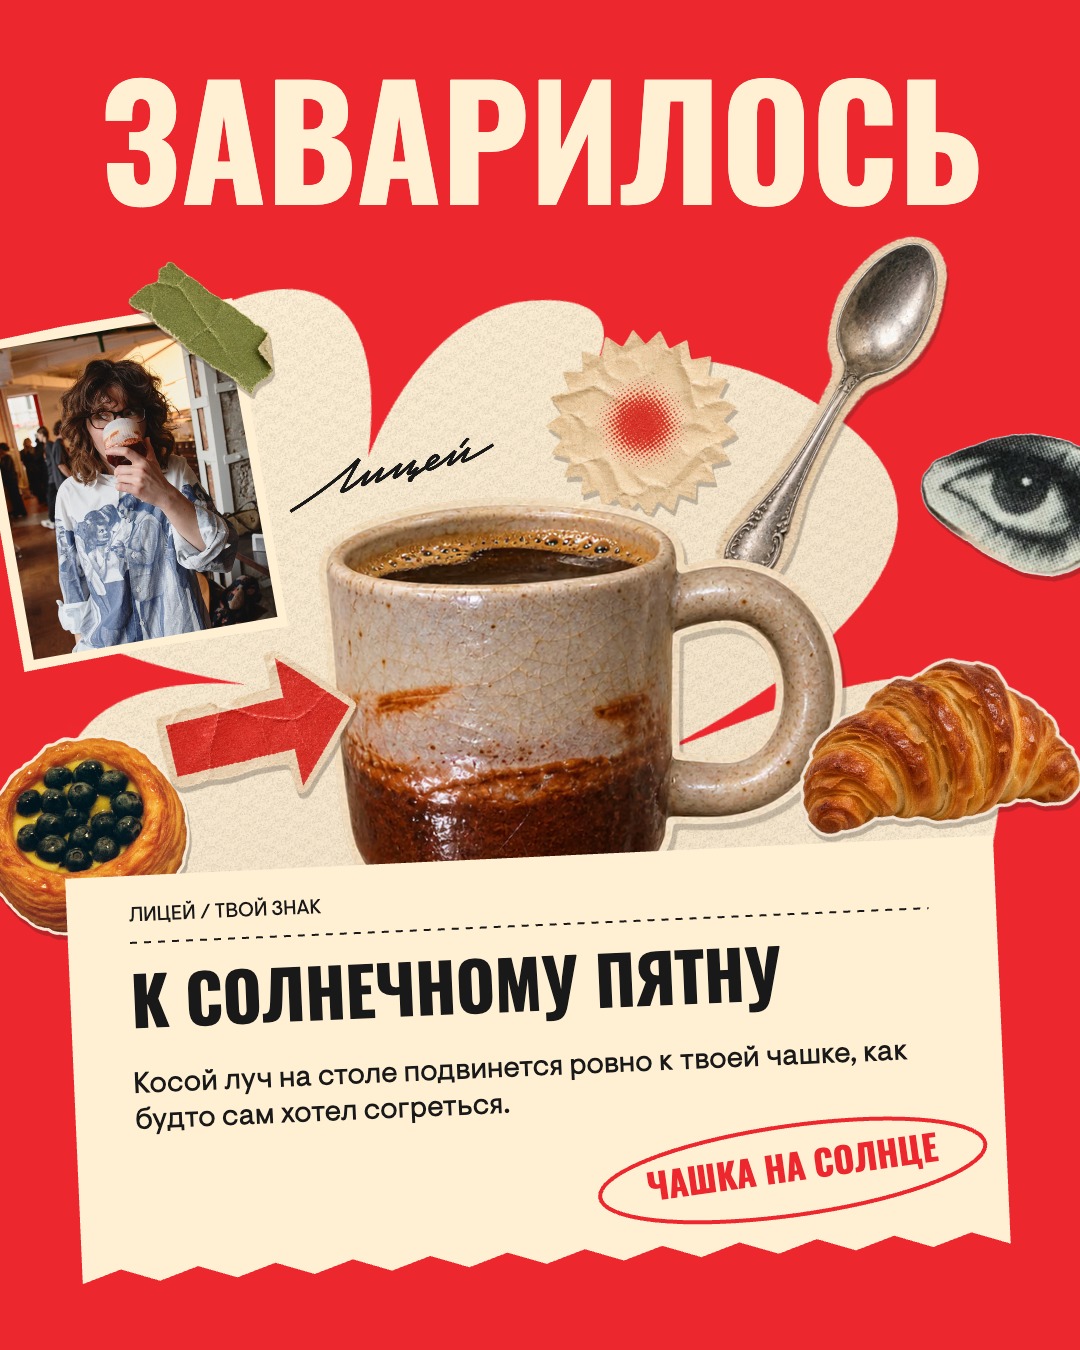 ЗАВАРИЛОСЬ
Лицей
ЛИЦЕЙ / ТВОЙ ЗНАК
К СОЛНЕЧНОМУ ПЯТНУ
Косой луч на столе подвинется ровно к твоей чашке, как
будто сам хотел согреться.
ЧАШКА НА СОЛНЦЕ